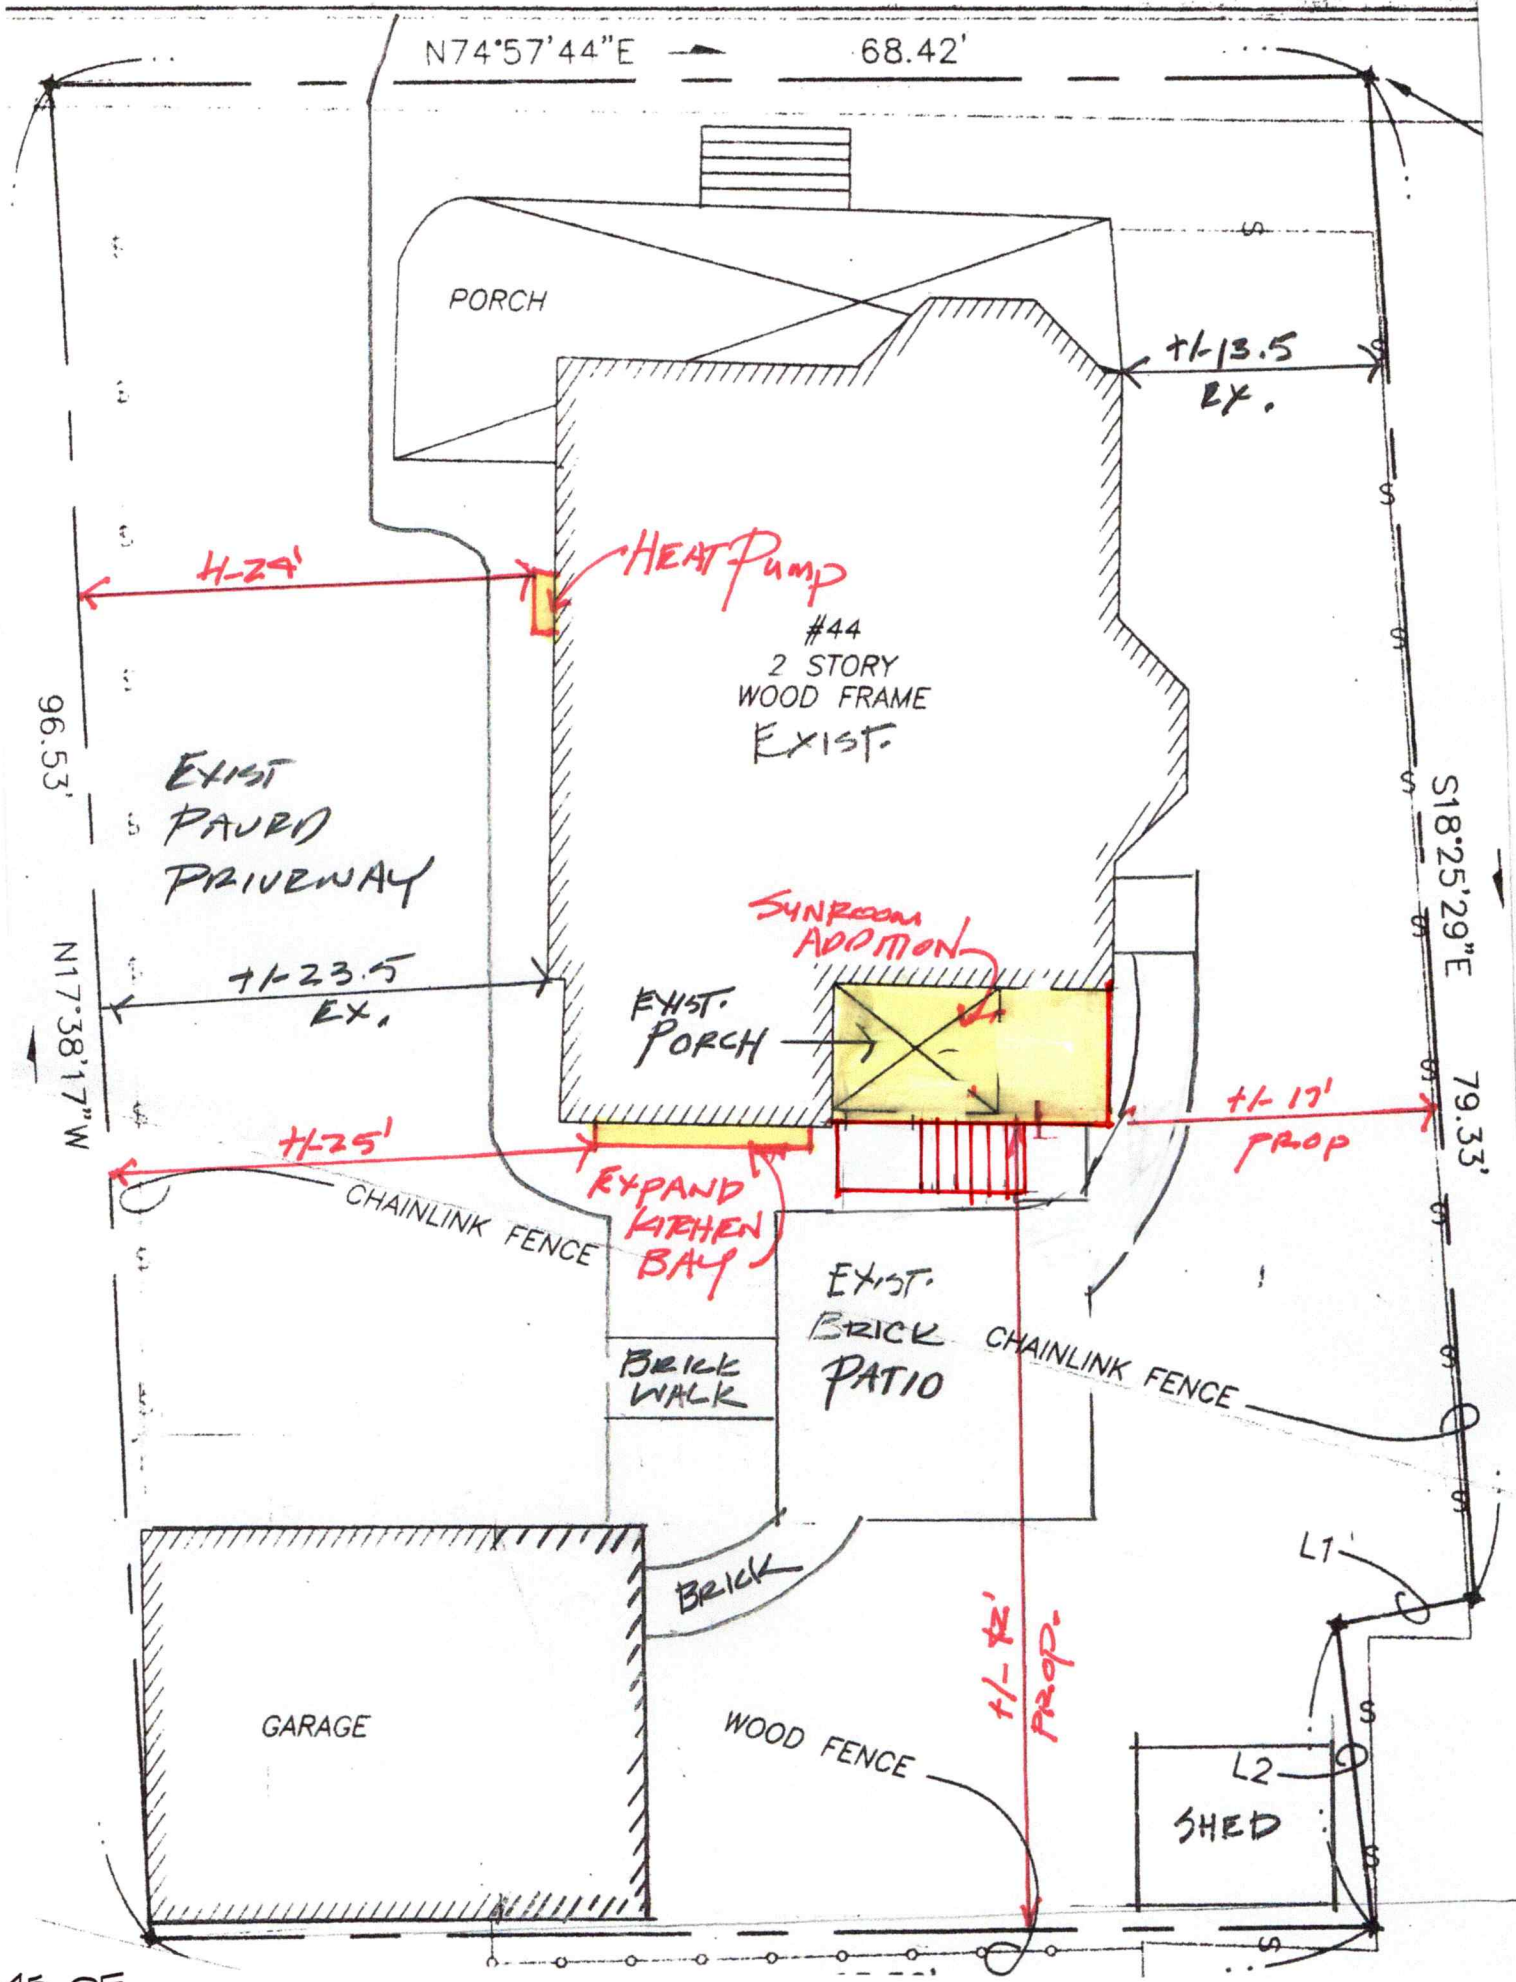 N74°57'44"E 68.42'
PORCH
+/-13.5
EX.
+/-24'
HEAT PUMP
#44
2 STORY
WOOD FRAME
EXIST.
96.53'
N17°38'17"W
EXIST
PAVED
DRIVEWAY
S18°25'29"E 79.33'
SUNROOM
ADDITION
+/-23.5
EX.
EXIST.
PORCH
+/-17'
PROP
+/-25'
EXPAND
KITCHEN
BAY
CHAINLINK FENCE
EXIST.
BRICK
PATIO
CHAINLINK FENCE
BRICK
WALK
BRICK
L1
+/-
PROP.
GARAGE
WOOD FENCE
L2
SHED
S
S
S
S
S
S
S
S
S
S
S
S
S
S